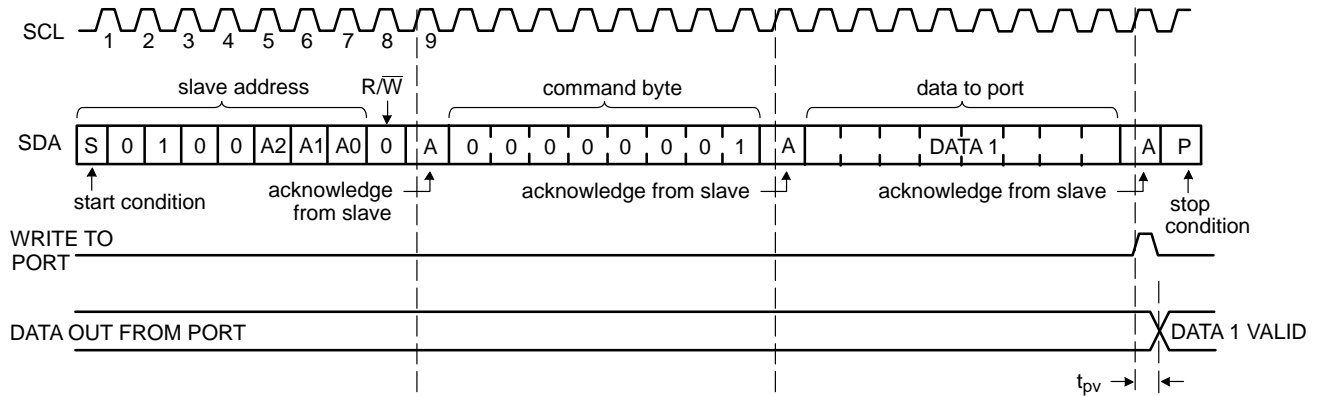 SCL
1 2 3 4 5 6 7 8 9
slave address R/W̅ command byte data to port
SDA S 0 1 0 0 A2 A1 A0 0 A 0 0 0 0 0 0 0 1 A DATA 1 A P
start condition
acknowledge
from slave
acknowledge from slave
acknowledge from slave
stop
condition
WRITE TO
PORT
DATA OUT FROM PORT
DATA 1 VALID
tpv